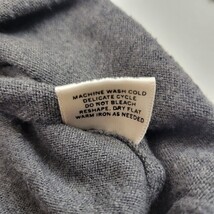 MACHINE WASH COLD
DELICATE CYCLE
DO NOT BLEACH
RESHAPE. DRY FLAT
WARM IRON AS NEEDED